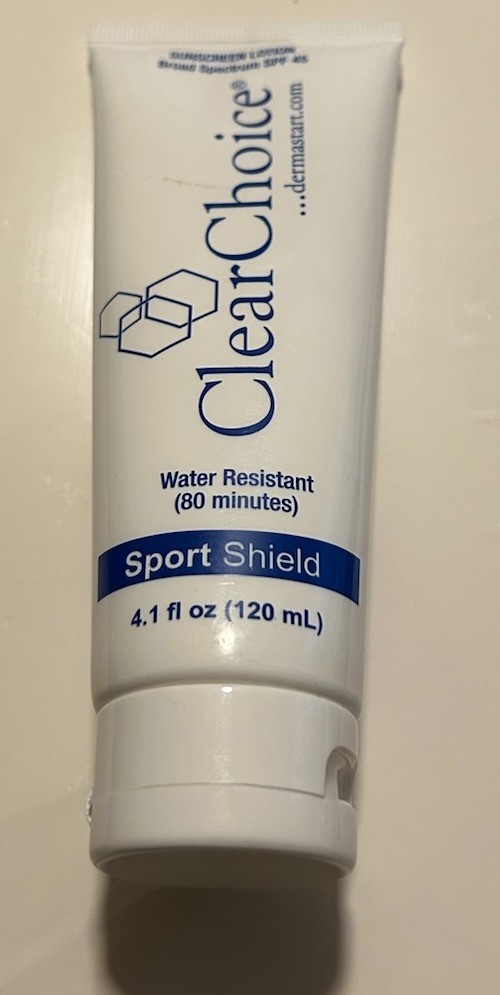 SUNSCREEN LOTION
Broad Spectrum SPF 45
ClearChoice®
...dermastart.com
Water Resistant
(80 minutes)
Sport Shield
4.1 fl oz (120 mL)